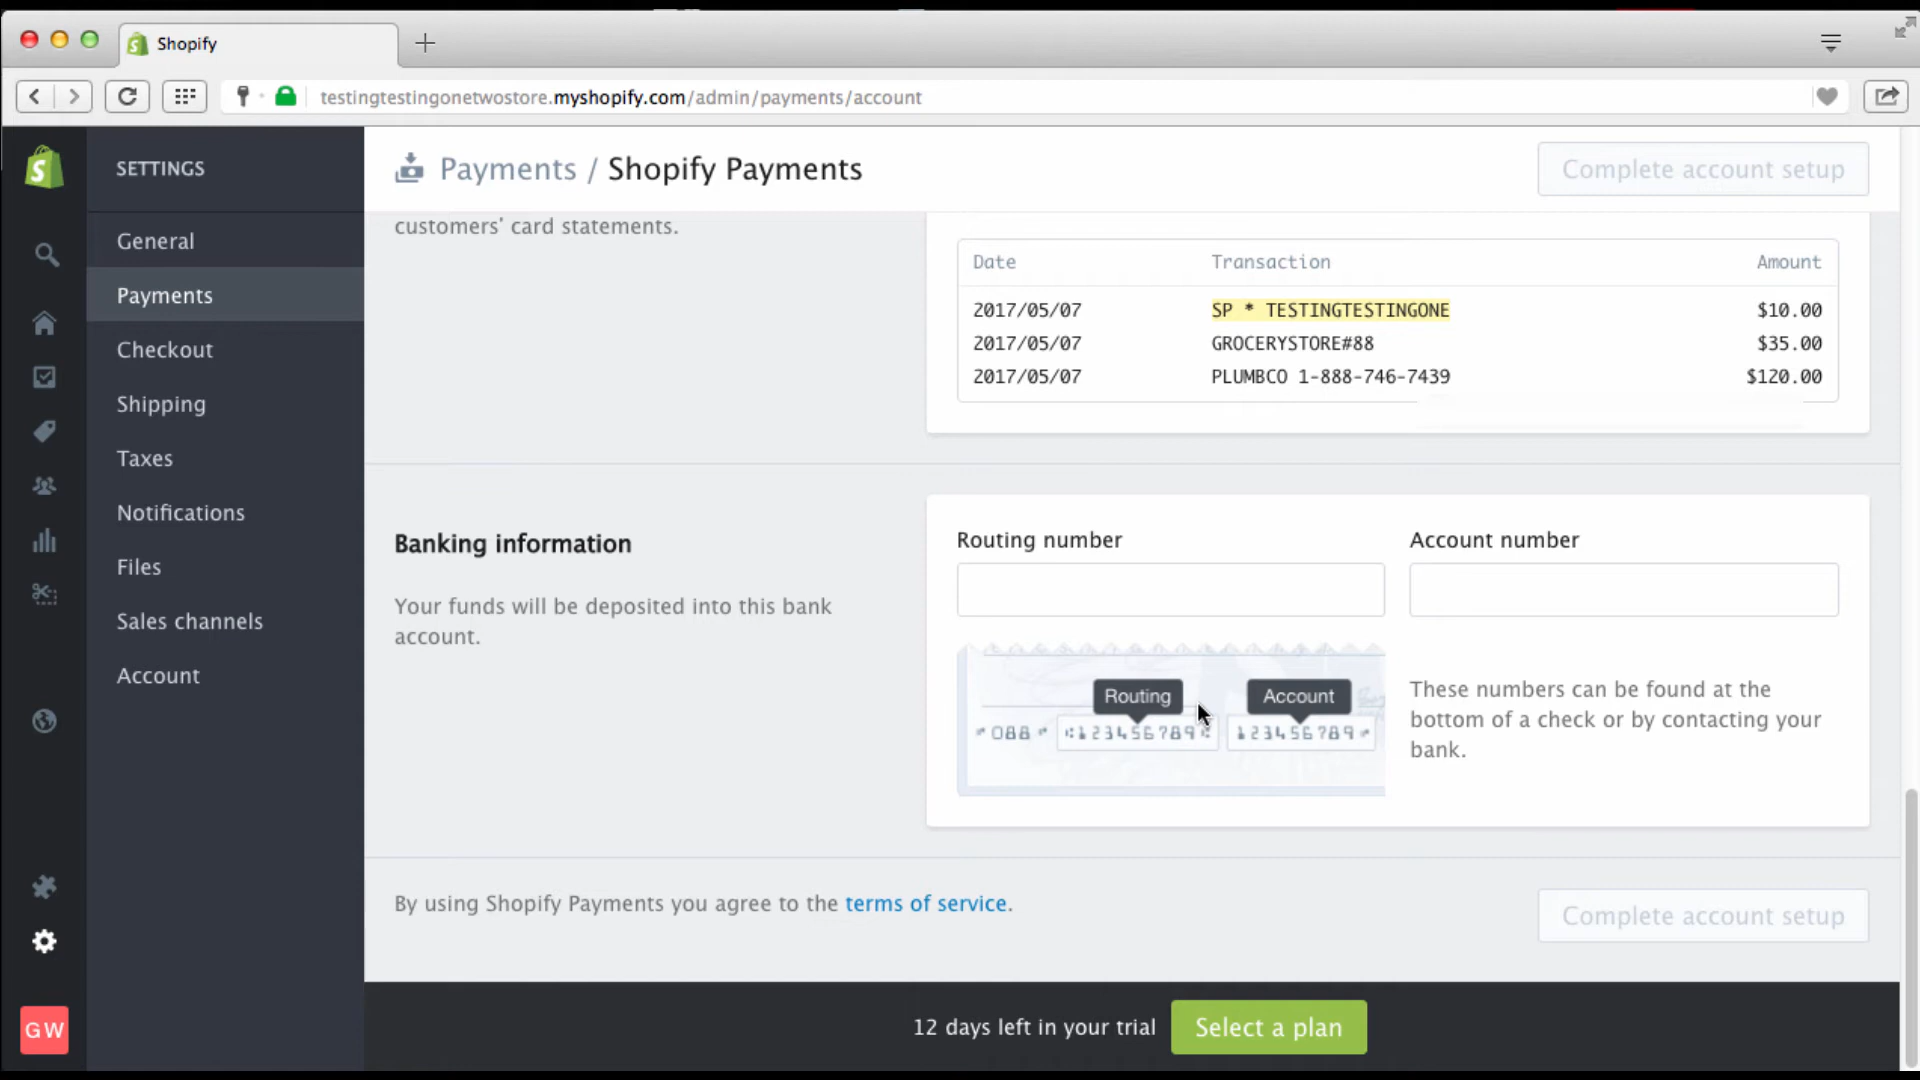 Shopify
testingtestingonetwostore.myshopify.com/admin/payments/account
SETTINGS
General
Payments
Checkout
Shipping
Taxes
Notifications
Files
Sales channels
Account
GW
Payments / Shopify Payments
Complete account setup
customers' card statements.
Date Transaction Amount
2017/05/07 SP * TESTINGTESTINGONE $10.00
2017/05/07 GROCERYSTORE#88 $35.00
2017/05/07 PLUMBCO 1-888-746-7439 $120.00
Banking information
Your funds will be deposited into this bank
account.
Routing number
Account number
Routing
Account
088 123456789 123456789
These numbers can be found at the
bottom of a check or by contacting your
bank.
By using Shopify Payments you agree to the terms of service.
Complete account setup
12 days left in your trial
Select a plan